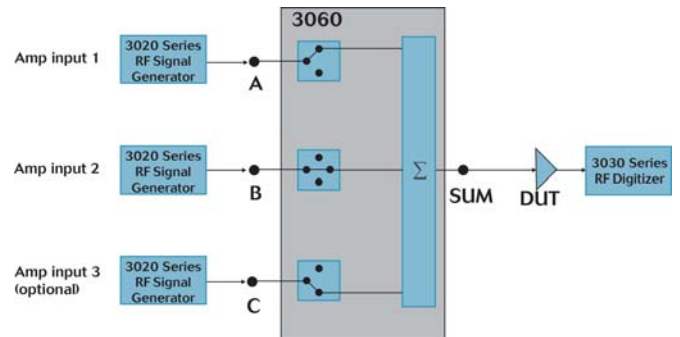 3060
Amp input 1
3020 Series
RF Signal
Generator
A
Amp input 2
3020 Series
RF Signal
Generator
B
Σ
SUM
DUT
3030 Series
RF Digitizer
Amp input 3
(optional)
3020 Series
RF Signal
Generator
C